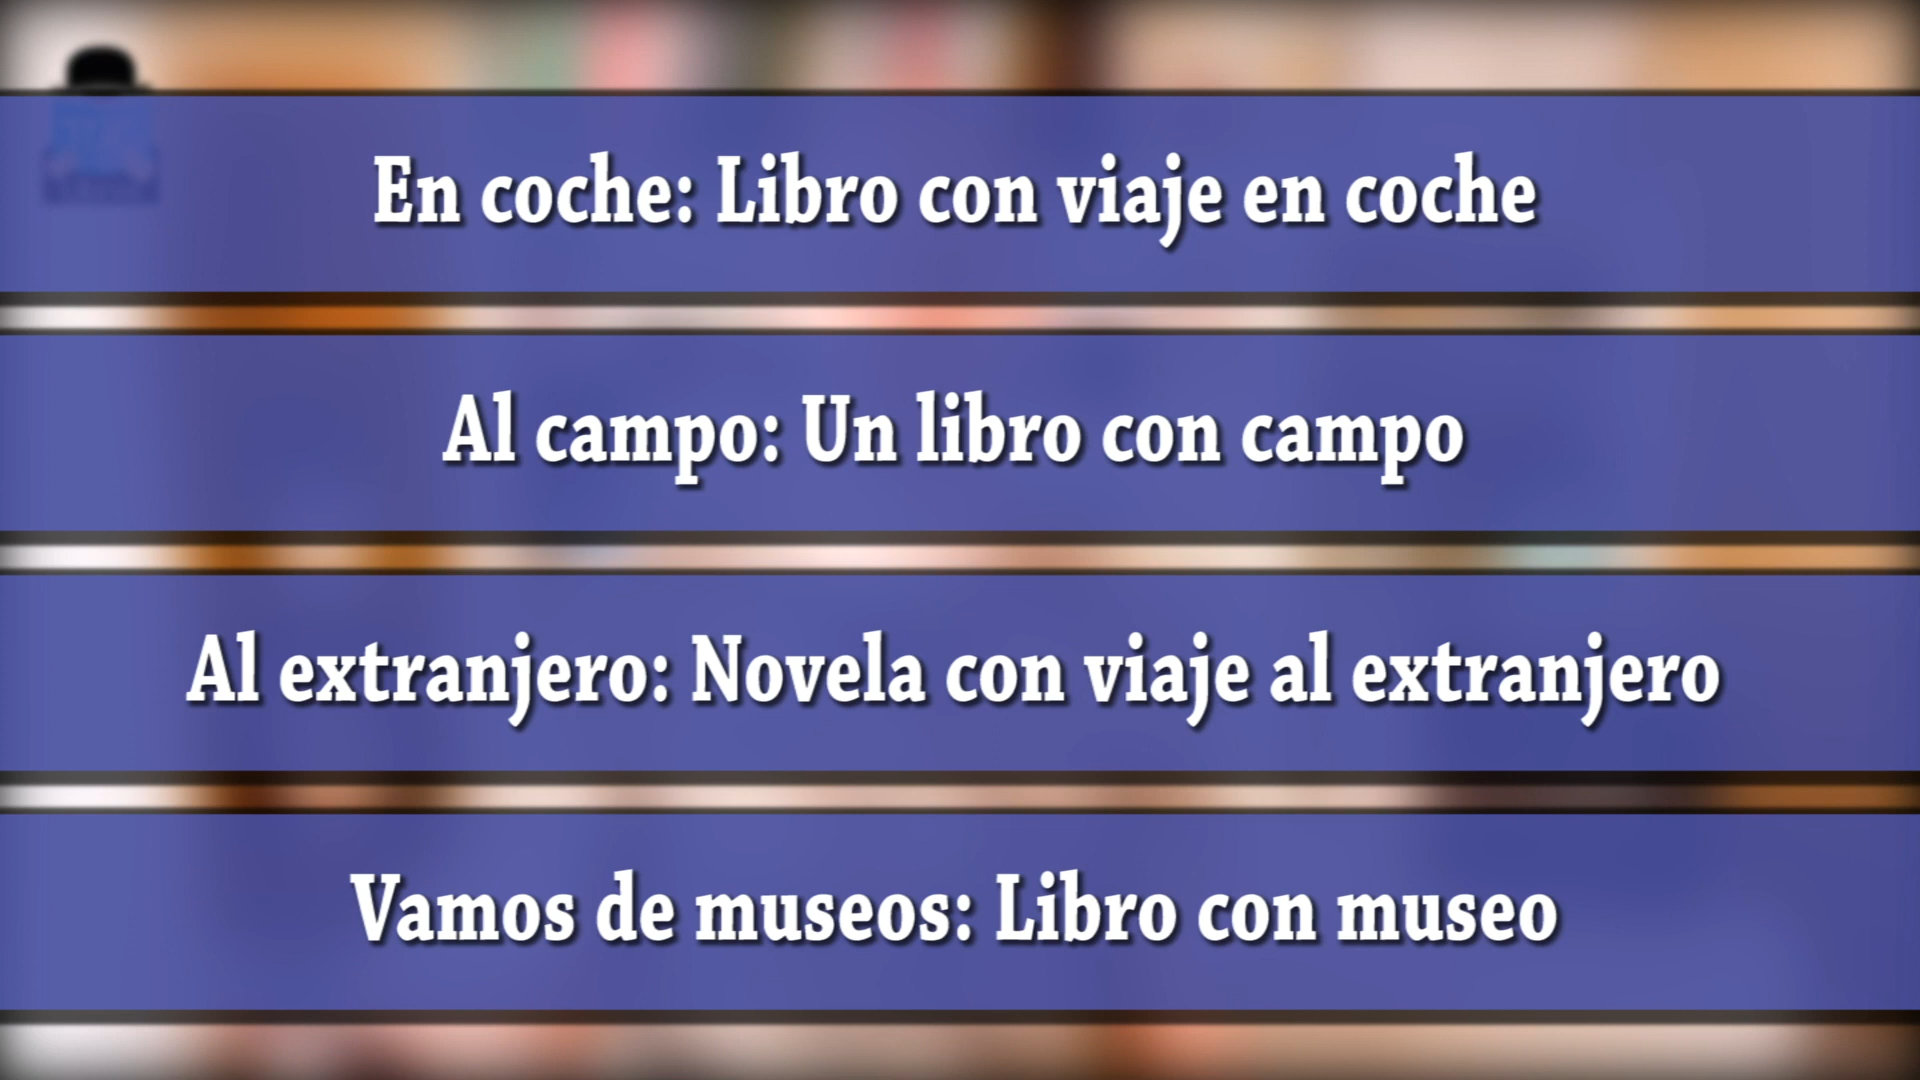 En coche: Libro con viaje en coche
Al campo: Un libro con campo
Al extranjero: Novela con viaje al extranjero
Vamos de museos: Libro con museo